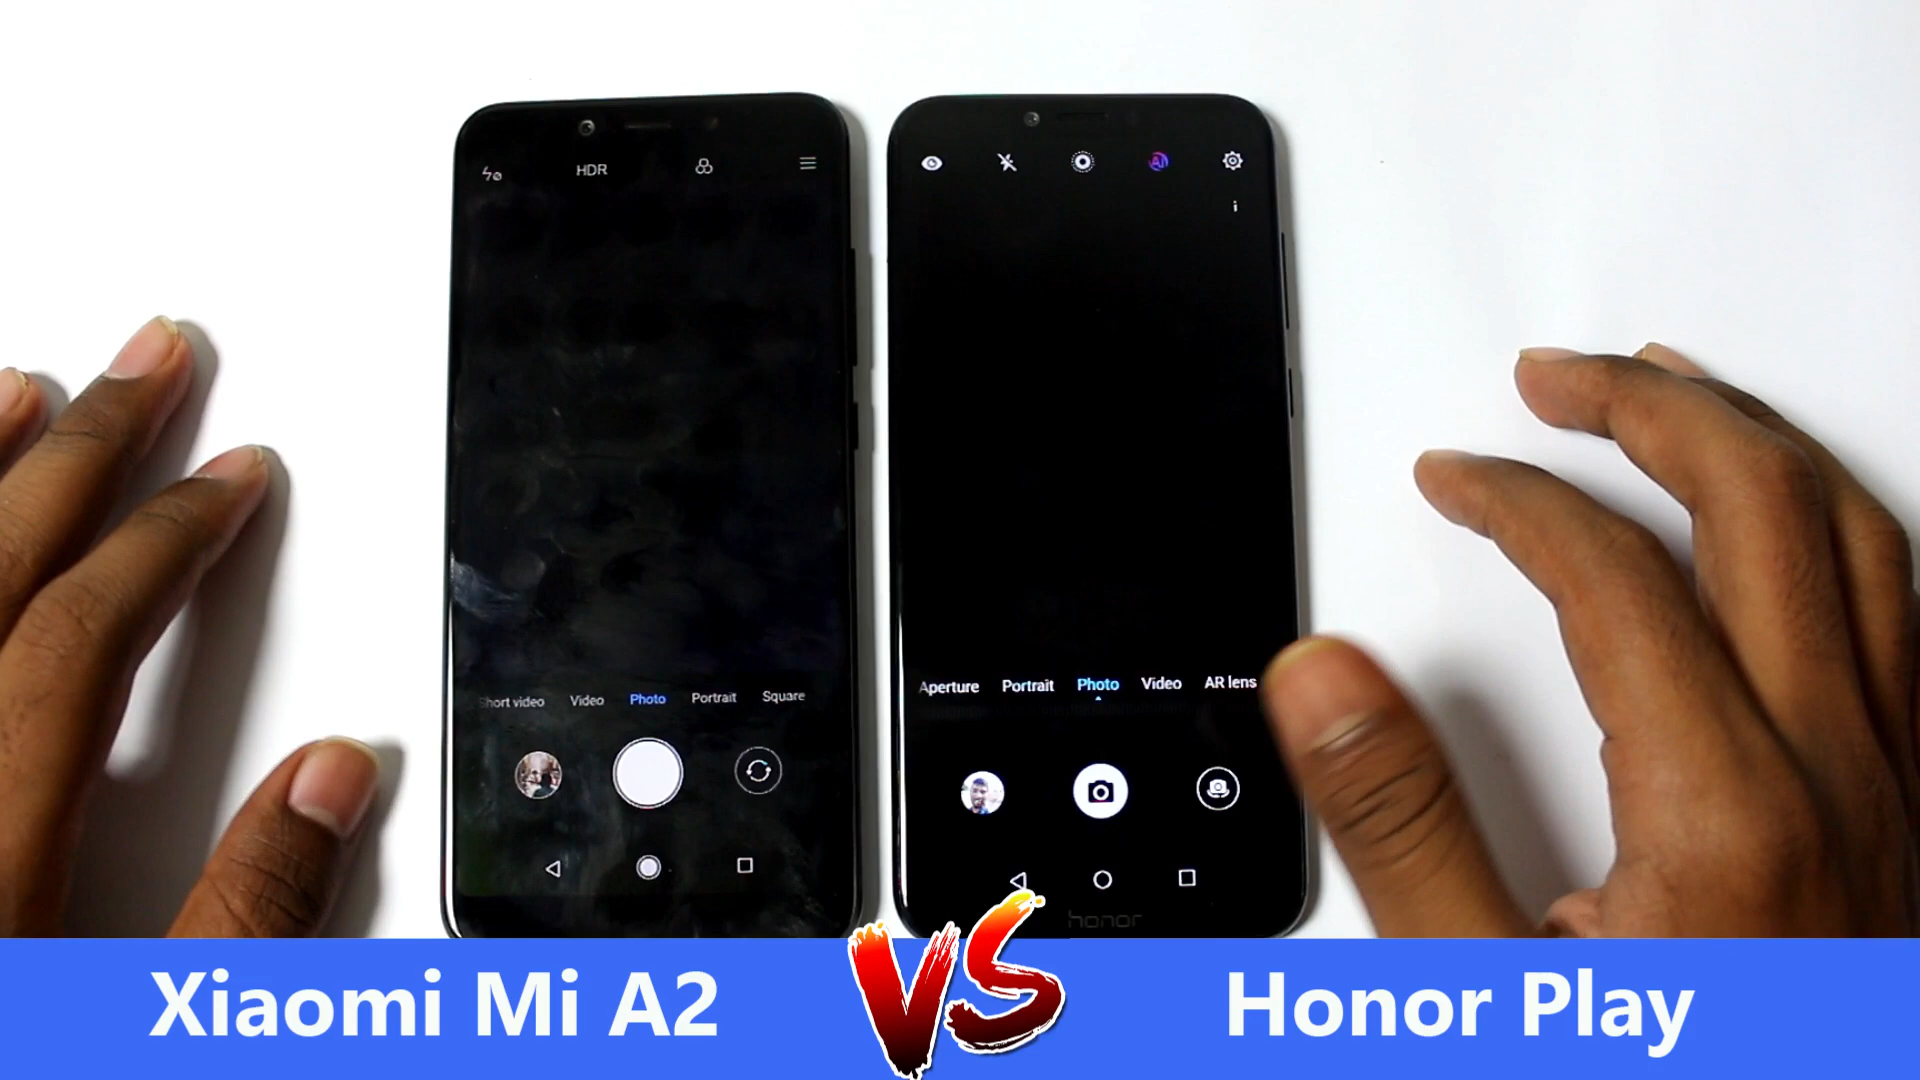 HDR
AI
i
Short video Video Photo Portrait Square
Aperture Portrait Photo Video AR lens
honor
Xiaomi Mi A2 VS Honor Play